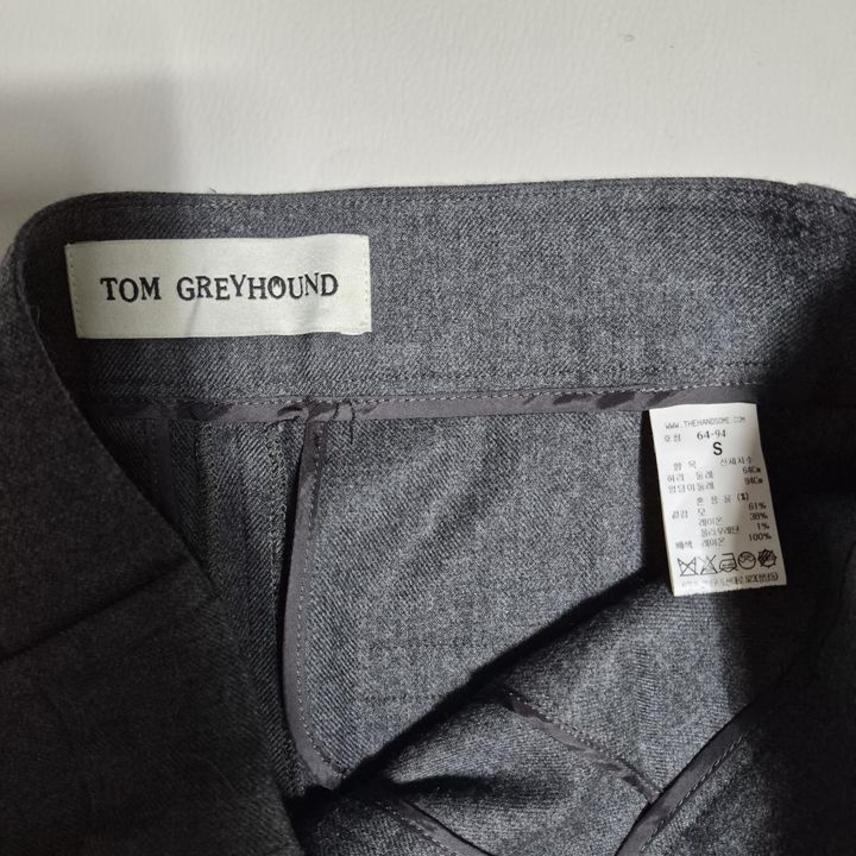 TOM GREYHOUND
WWW.THEHANDSOME.COM
호칭 64-94
S
항 목 신체치수
허리 둘레 64CM
엉덩이둘레 94CM
혼 용 율 (%)
겉감 모 61%
레이온 38%
폴리우레탄 1%
배색 레이온 100%